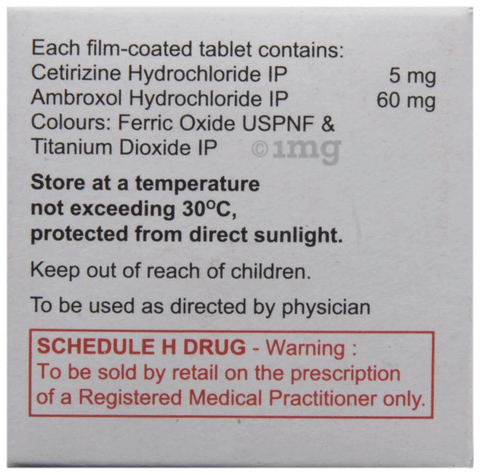 Each film-coated tablet contains:
Cetirizine Hydrochloride IP 5 mg
Ambroxol Hydrochloride IP 60 mg
Colours: Ferric Oxide USPNF &
Titanium Dioxide IP
©1mg
Store at a temperature
not exceeding 30°C,
protected from direct sunlight.
Keep out of reach of children.
To be used as directed by physician
SCHEDULE H DRUG - Warning :
To be sold by retail on the prescription
of a Registered Medical Practitioner only.